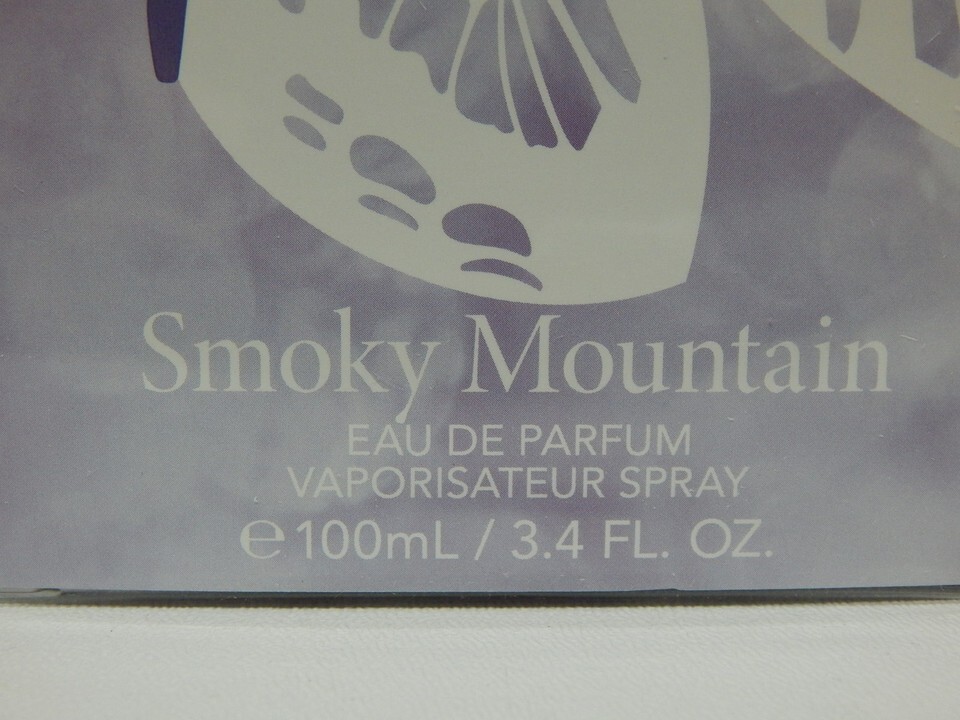 Smoky Mountain
EAU DE PARFUM
VAPORISATEUR SPRAY
℮100mL / 3.4 FL. OZ.